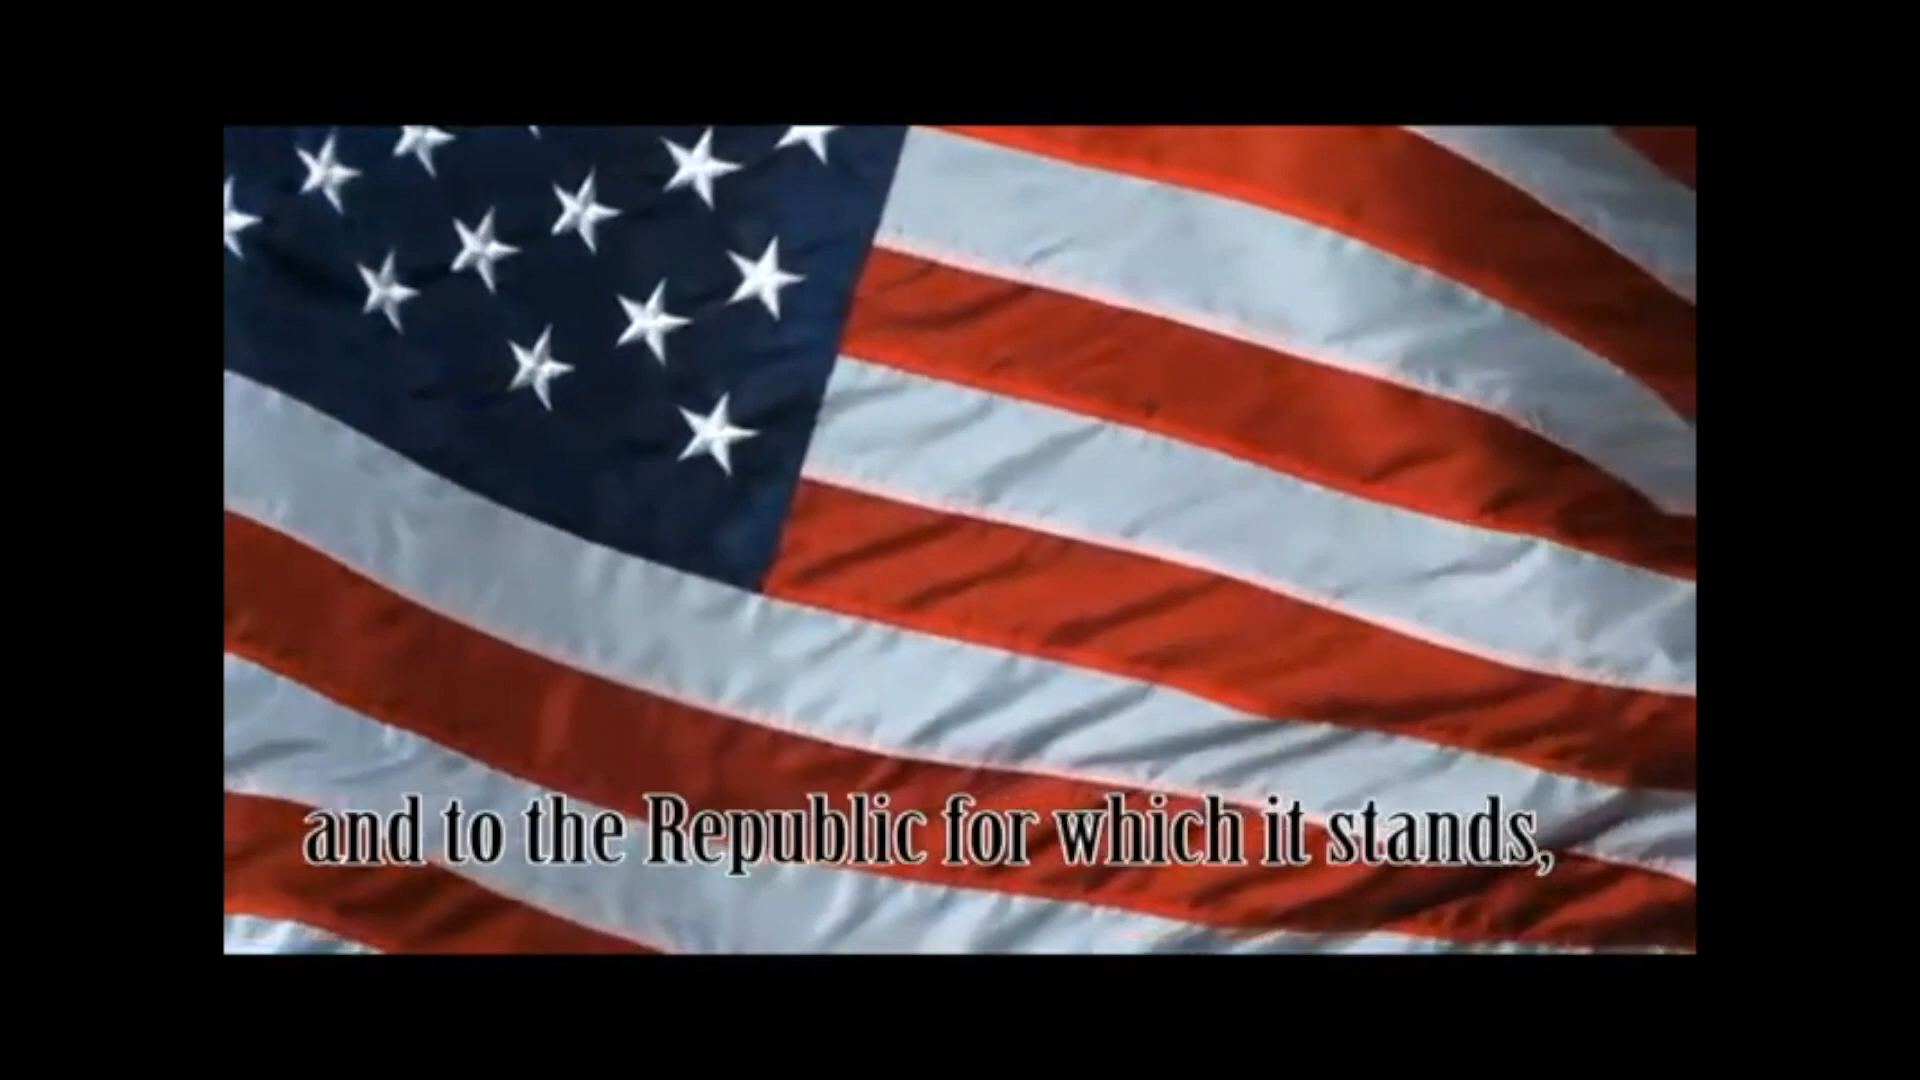 and to the Republic for which it stands,